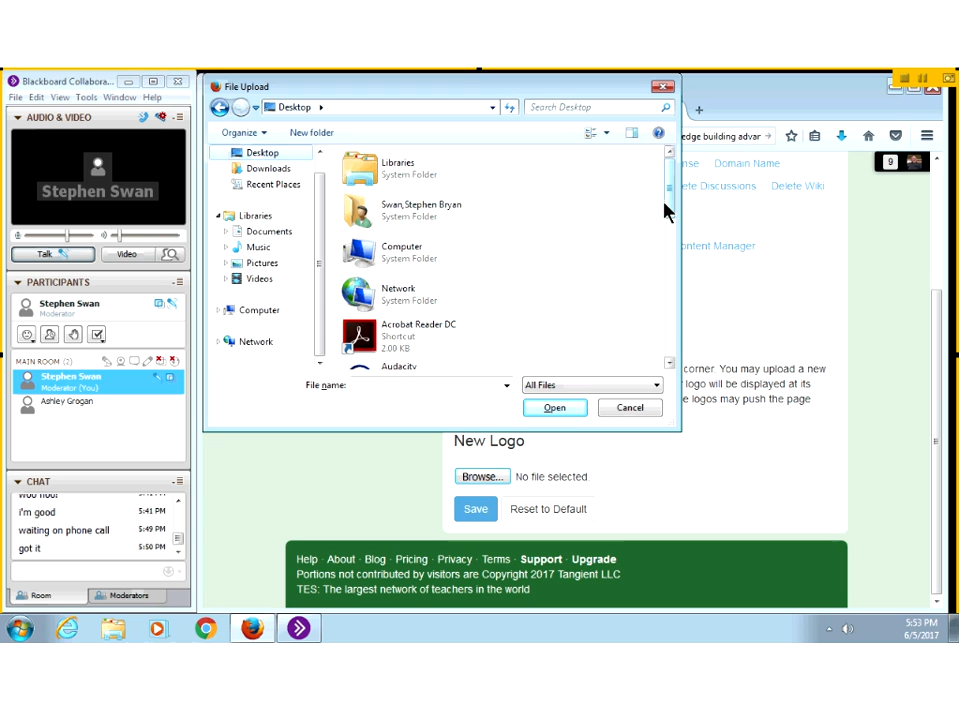 Blackboard Collabora...
File Edit View Tools Window Help
AUDIO & VIDEO
Stephen Swan
Talk
Video
PARTICIPANTS
Stephen Swan
Moderator
MAIN ROOM (2)
Stephen Swan
Moderator (You)
Ashley Grogan
CHAT
woo hoo!
i'm good 5:41 PM
waiting on phone call 5:49 PM
got it 5:50 PM
Room
Moderators
File Upload
Desktop
Search Desktop
Organize
New folder
Desktop
Downloads
Recent Places
Libraries
Documents
Music
Pictures
Videos
Computer
Network
Libraries
System Folder
Swan,Stephen Bryan
System Folder
Computer
System Folder
Network
System Folder
Acrobat Reader DC
Shortcut
2.00 KB
Audacity
File name:
All Files
Open
Cancel
edge building advar
9
nse Domain Name
ete Discussions Delete Wiki
ontent Manager
corner. You may upload a new
logo will be displayed at its
e logos may push the page
New Logo
Browse... No file selected.
Save Reset to Default
Help · About · Blog · Pricing · Privacy · Terms · Support · Upgrade
Portions not contributed by visitors are Copyright 2017 Tangient LLC
TES: The largest network of teachers in the world
5:53 PM
6/5/2017